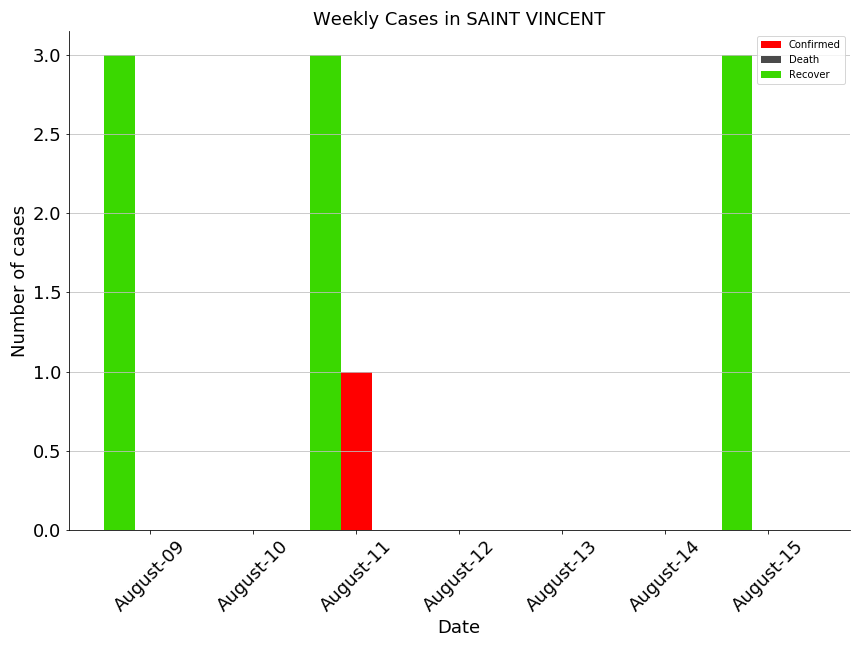 Weekly Cases in SAINT VINCENT
Confirmed
Death
Recover
3.0
2.5
2.0
1.5
1.0
0.5
0.0
Number of cases
August-09
August-10
August-11
August-12
August-13
August-14
August-15
Date